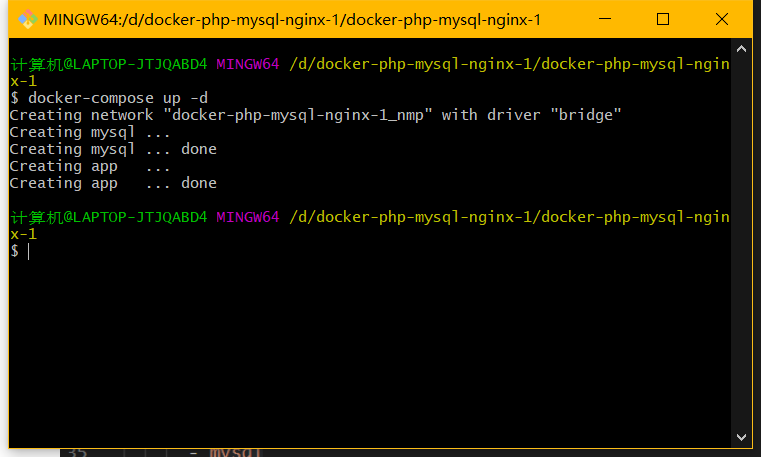 MINGW64:/d/docker-php-mysql-nginx-1/docker-php-mysql-nginx-1
计算机@LAPTOP-JTJQABD4 MINGW64 /d/docker-php-mysql-nginx-1/docker-php-mysql-ngin
x-1
$ docker-compose up -d
Creating network "docker-php-mysql-nginx-1_nmp" with driver "bridge"
Creating mysql ...
Creating mysql ... done
Creating app   ...
Creating app   ... done
计算机@LAPTOP-JTJQABD4 MINGW64 /d/docker-php-mysql-nginx-1/docker-php-mysql-ngin
x-1
$
35 - mysql